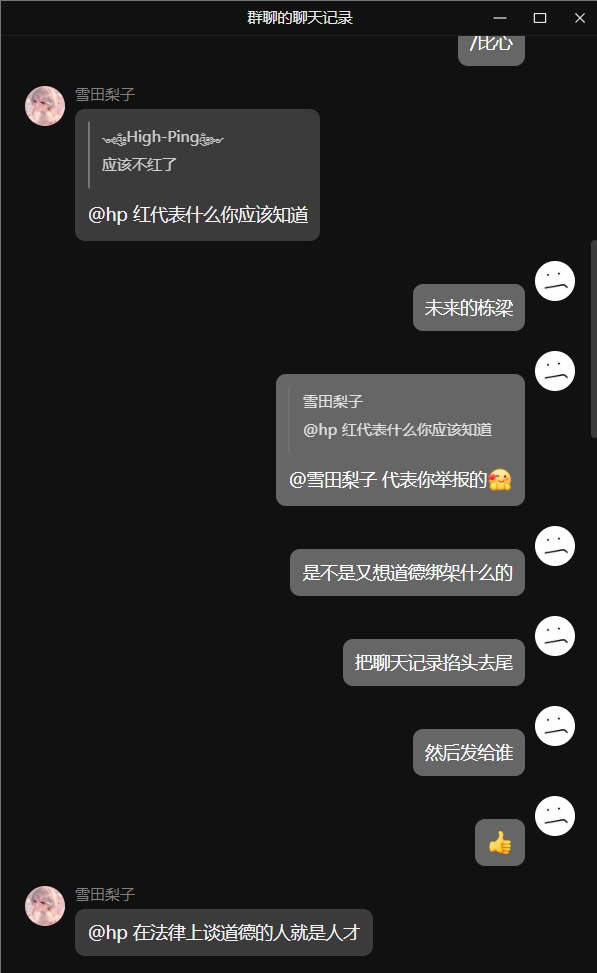 群聊的聊天记录
/屁心
雪田梨子
High-Ping
应该不红了
@hp 红代表什么你应该知道
未来的栋梁
雪田梨子
@hp 红代表什么你应该知道
@雪田梨子 代表你举报的🥰
是不是又想道德绑架什么的
把聊天记录掐头去尾
然后发给谁
👍
雪田梨子
@hp 在法律上谈道德的人就是人才